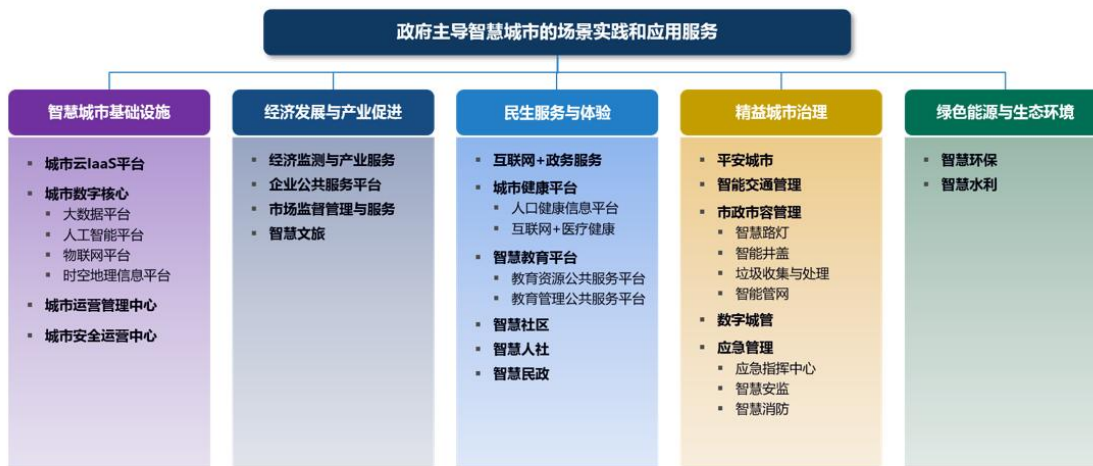 政府主导智慧城市的场景实践和应用服务
智慧城市基础设施
城市云IaaS平台
城市数字核心
大数据平台
人工智能平台
物联网平台
时空地理信息平台
城市运营管理中心
城市安全运营中心
经济发展与产业促进
经济监测与产业服务
企业公共服务平台
市场监督管理与服务
智慧文旅
民生服务与体验
互联网+政务服务
城市健康平台
人口健康信息平台
互联网+医疗健康
智慧教育平台
教育资源公共服务平台
教育管理公共服务平台
智慧社区
智慧人社
智慧民政
精益城市治理
平安城市
智能交通管理
市政市容管理
智慧路灯
智能井盖
垃圾收集与处理
智能管网
数字城管
应急管理
应急指挥中心
智慧安监
智慧消防
绿色能源与生态环境
智慧环保
智慧水利